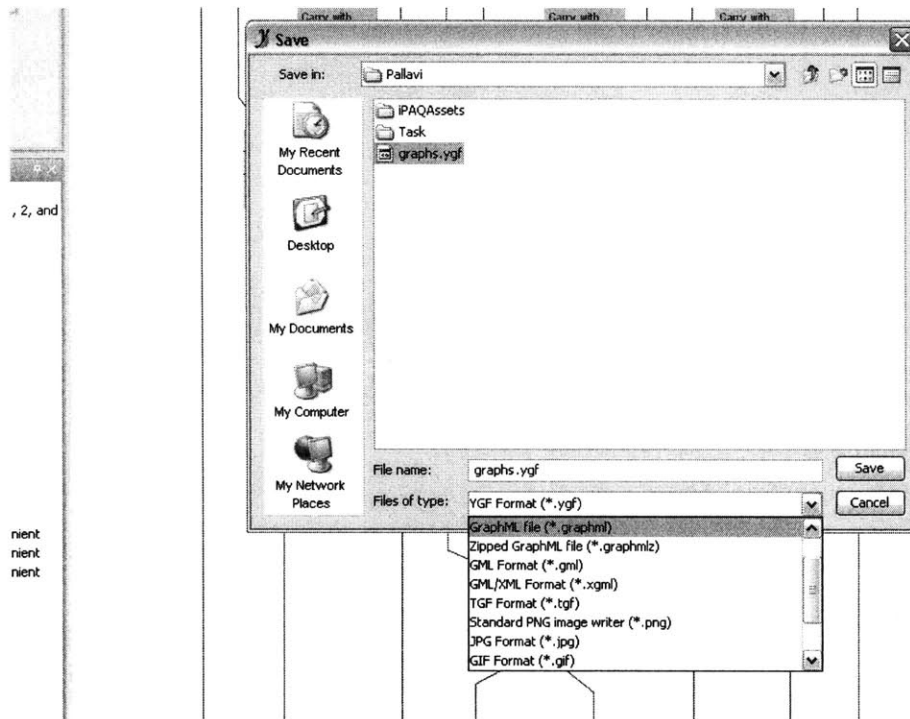 Carry with Carry with Carry with
Save
Save in: Pallavi
iPAQAssets
Task
graphs.ygf
My Recent
Documents
Desktop
My Documents
My Computer
My Network
Places
, 2, and
nient
nient
nient
File name: graphs.ygf Save
Files of type: YGF Format (*.ygf) Cancel
GraphML file (*.graphml)
Zipped GraphML file (*.graphmlz)
GML Format (*.gml)
GML/XML Format (*.xgml)
TGF Format (*.tgf)
Standard PNG image writer (*.png)
JPG Format (*.jpg)
GIF Format (*.gif)